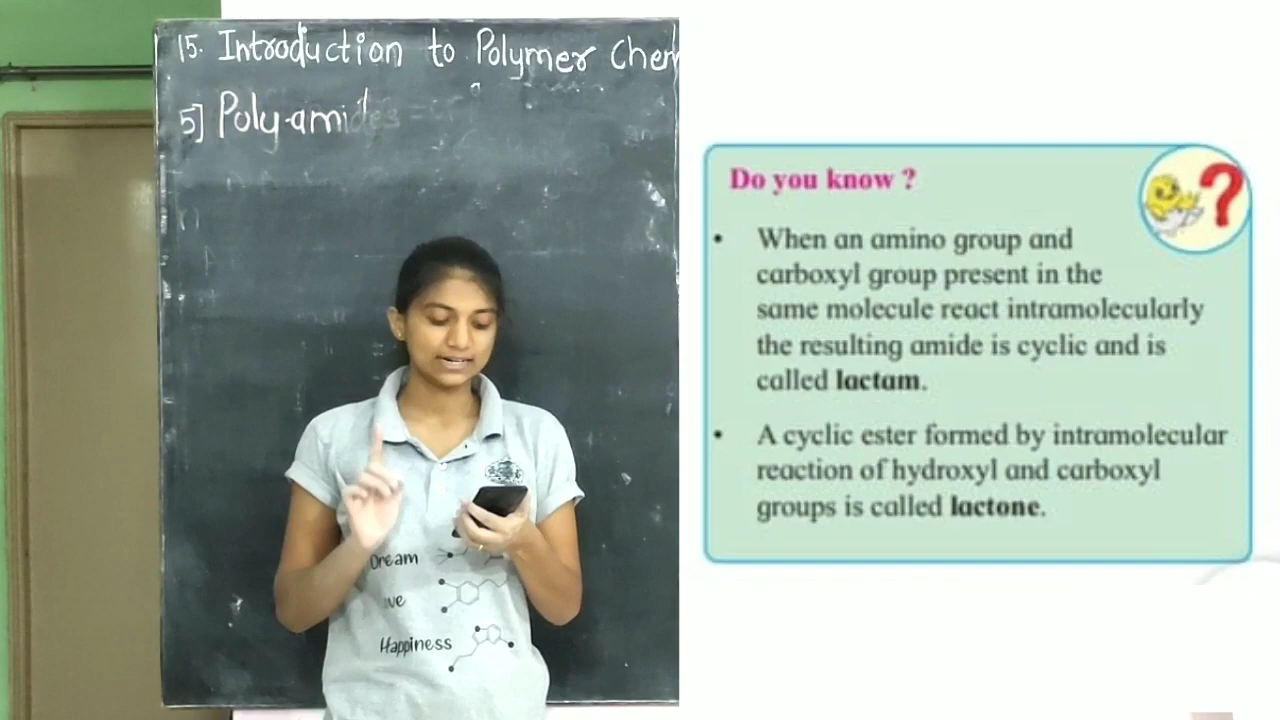 15. Introduction to Polymer Chem
5] Polyamides
Dream
Happiness
Do you know ?
• When an amino group and
carboxyl group present in the
same molecule react intramolecularly
the resulting amide is cyclic and is
called lactam.
• A cyclic ester formed by intramolecular
reaction of hydroxyl and carboxyl
groups is called lactone.